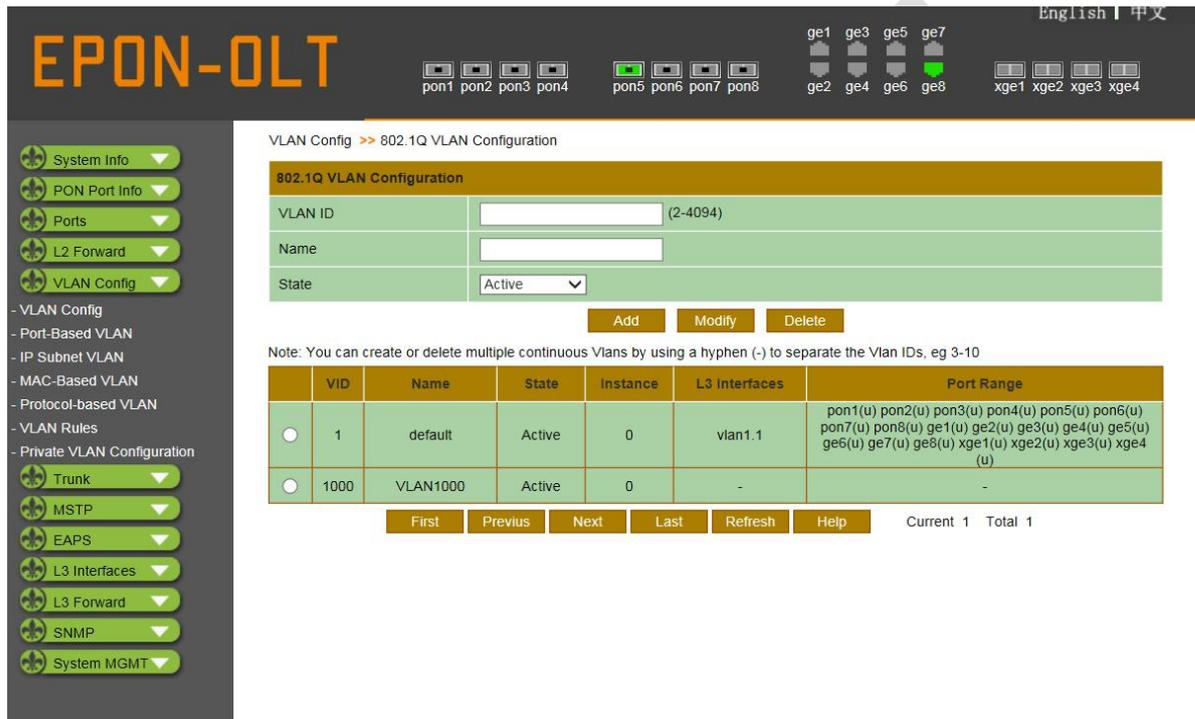 English | 中文
EPON-OLT
ge1 ge3 ge5 ge7
pon1 pon2 pon3 pon4 pon5 pon6 pon7 pon8 ge2 ge4 ge6 ge8 xge1 xge2 xge3 xge4
System Info
PON Port Info
Ports
L2 Forward
VLAN Config
- VLAN Config
- Port-Based VLAN
- IP Subnet VLAN
- MAC-Based VLAN
- Protocol-based VLAN
- VLAN Rules
- Private VLAN Configuration
Trunk
MSTP
EAPS
L3 Interfaces
L3 Forward
SNMP
System MGMT
VLAN Config >> 802.1Q VLAN Configuration
802.1Q VLAN Configuration
VLAN ID (2-4094)
Name
State Active
Add Modify Delete
Note: You can create or delete multiple continuous Vlans by using a hyphen (-) to separate the Vlan IDs, eg 3-10
VID Name State Instance L3 Interfaces Port Range
1 default Active 0 vlan1.1 pon1(u) pon2(u) pon3(u) pon4(u) pon5(u) pon6(u)
pon7(u) pon8(u) ge1(u) ge2(u) ge3(u) ge4(u) ge5(u)
ge6(u) ge7(u) ge8(u) xge1(u) xge2(u) xge3(u) xge4
(u)
1000 VLAN1000 Active 0 - -
First Previus Next Last Refresh Help Current 1 Total 1